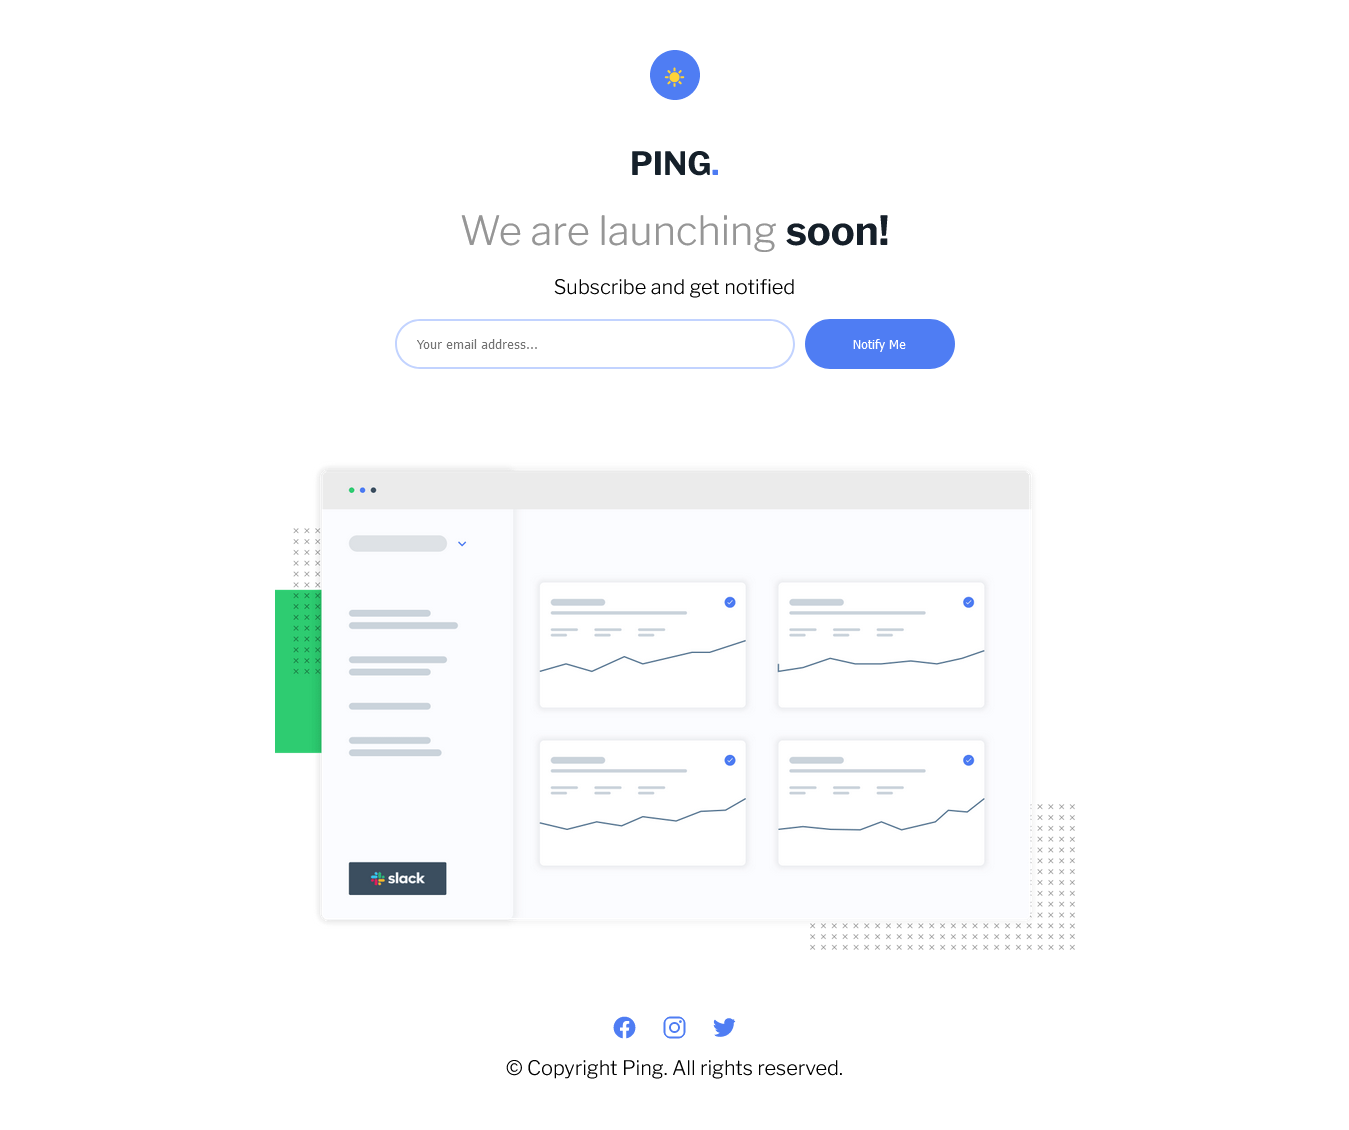 PING.
We are launching soon!
Subscribe and get notified
Your email address...
Notify Me
slack
© Copyright Ping. All rights reserved.